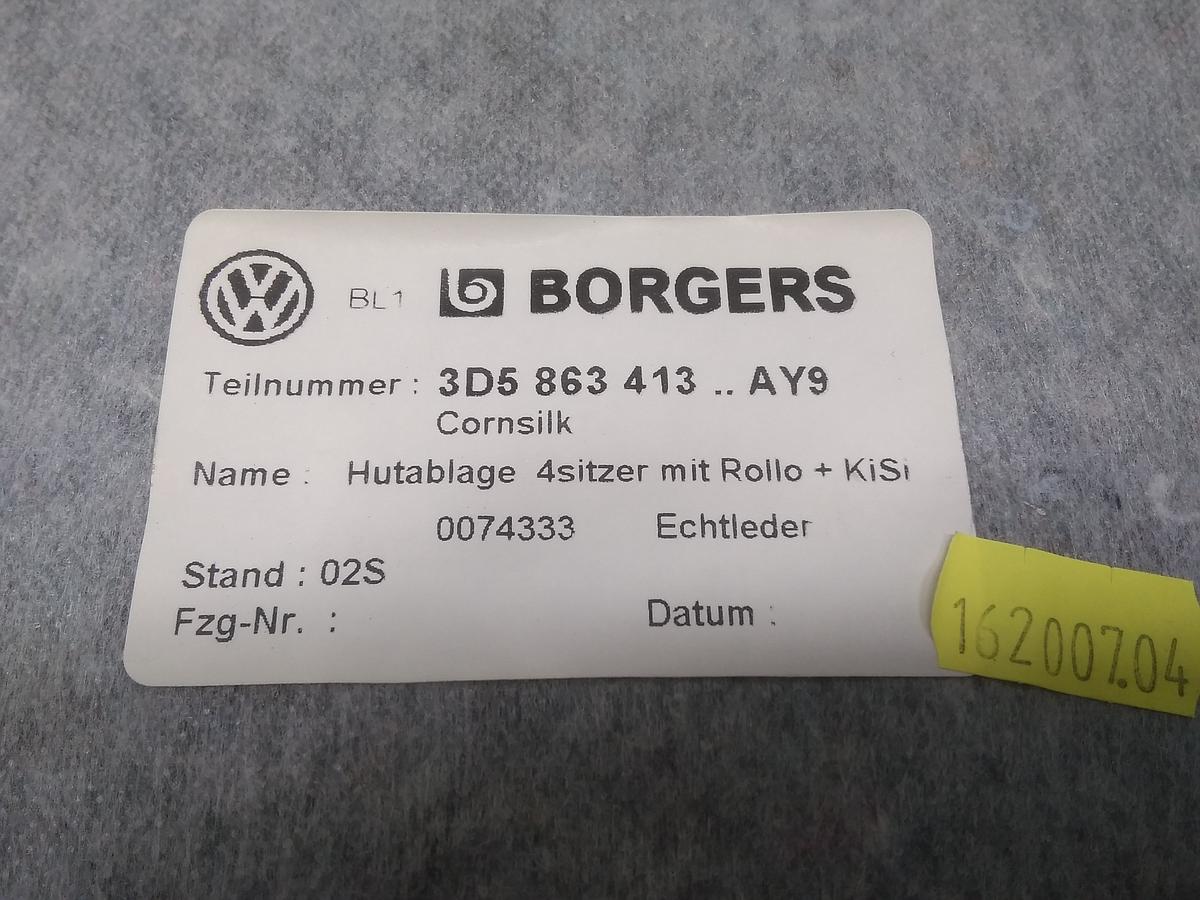 BL1 BORGERS
Teilnummer : 3D5 863 413 .. AY9
Cornsilk
Name : Hutablage 4sitzer mit Rollo + KiSi
0074333 Echtleder
Stand : 02S
Fzg-Nr. : Datum :
162007.04